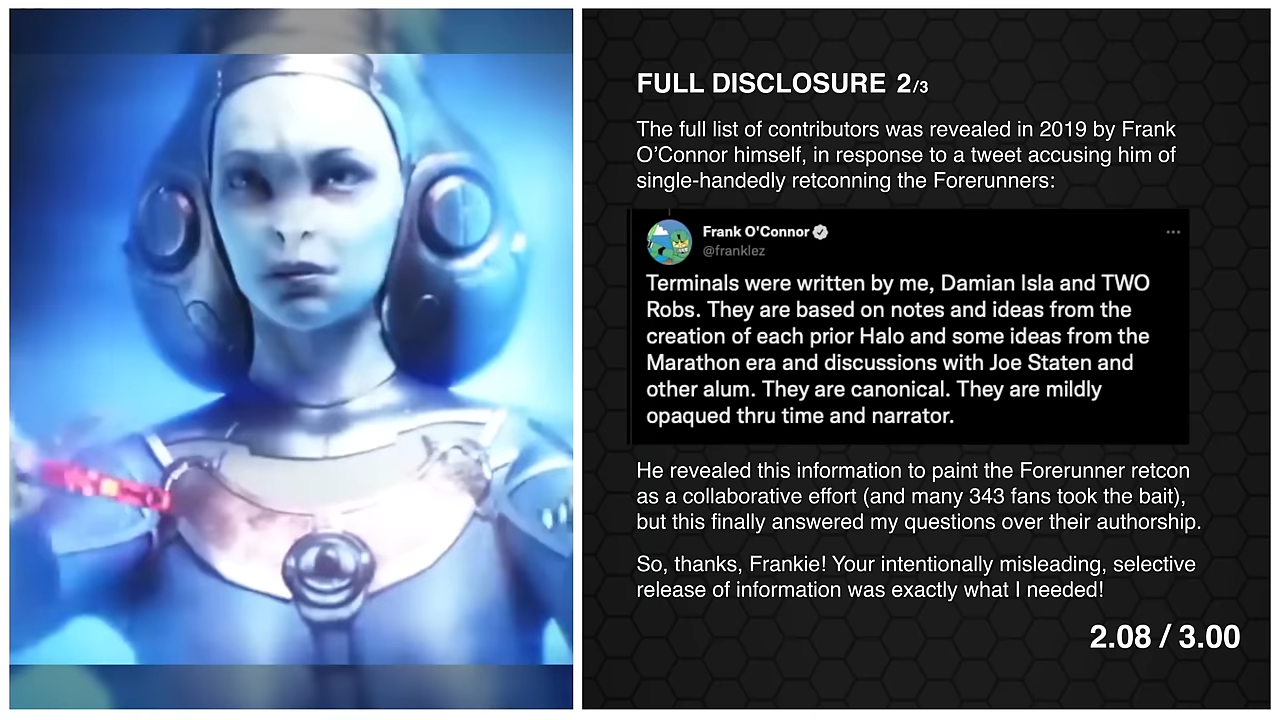 FULL DISCLOSURE 2/3
The full list of contributors was revealed in 2019 by Frank
O’Connor himself, in response to a tweet accusing him of
single-handedly retconning the Forerunners:
Frank O'Connor
@franklez
Terminals were written by me, Damian Isla and TWO
Robs. They are based on notes and ideas from the
creation of each prior Halo and some ideas from the
Marathon era and discussions with Joe Staten and
other alum. They are canonical. They are mildly
opaqued thru time and narrator.
He revealed this information to paint the Forerunner retcon
as a collaborative effort (and many 343 fans took the bait),
but this finally answered my questions over their authorship.
So, thanks, Frankie! Your intentionally misleading, selective
release of information was exactly what I needed!
2.08 / 3.00